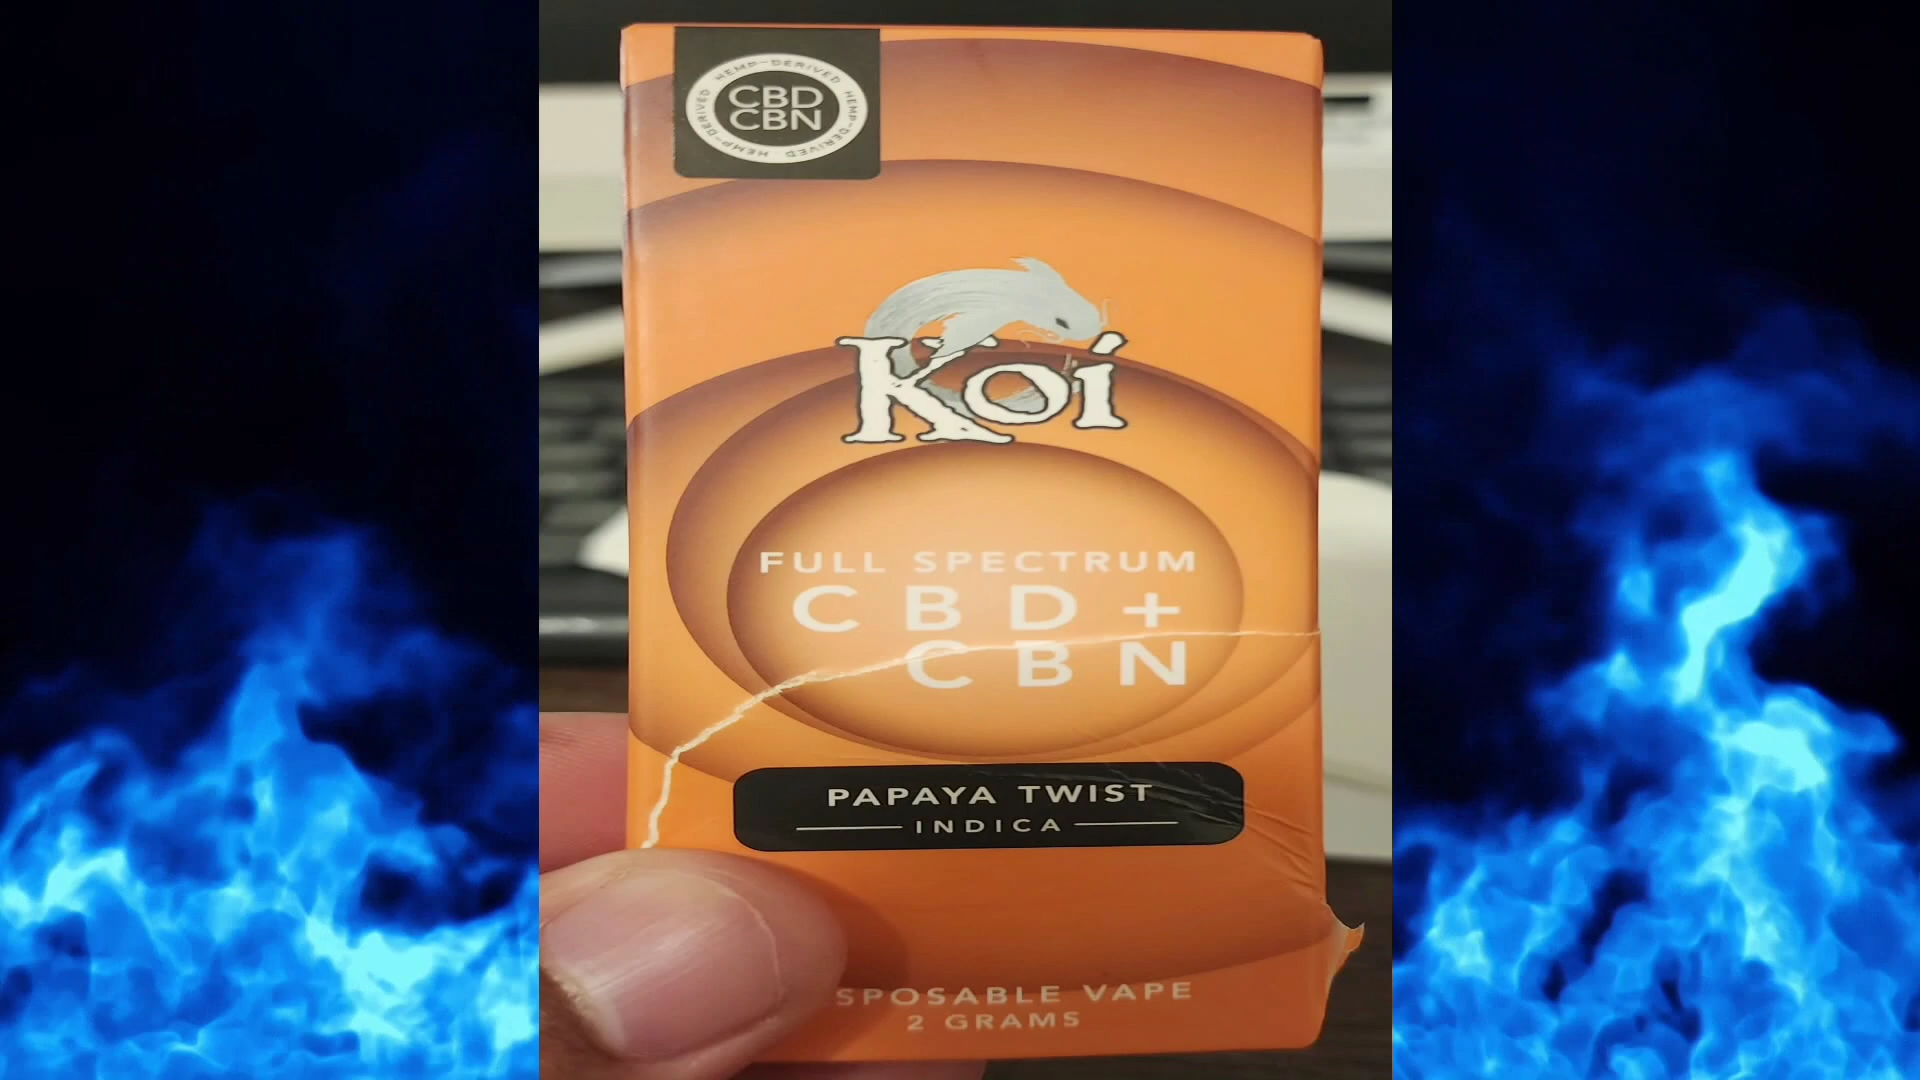 HEMP-DERIVED HEMP-DERIVED HEMP-DERIVED
CBD
CBN
Koi
FULL SPECTRUM
CBD+
CBN
PAPAYA TWIST
INDICA
SPOSABLE VAPE
2 GRAMS